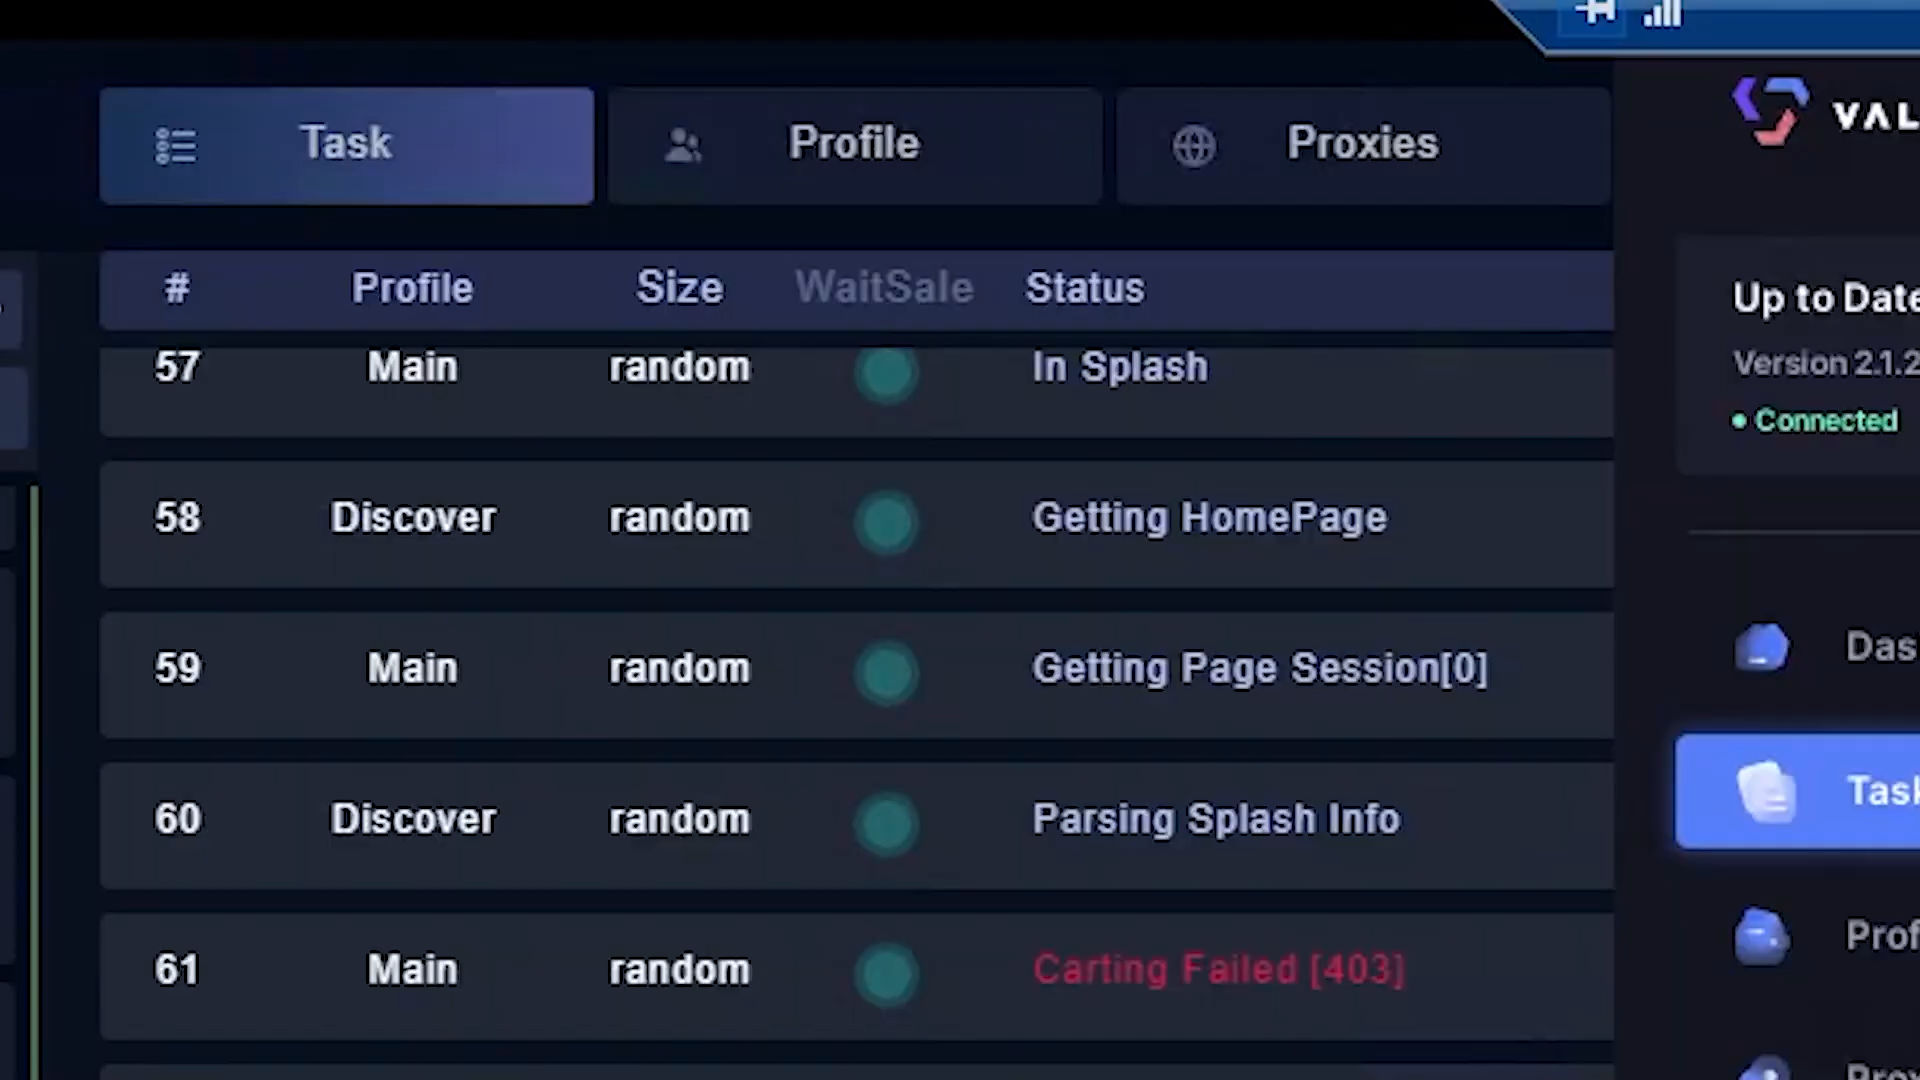 Task Profile Proxies
# Profile Size WaitSale Status
57 Main random In Splash
58 Discover random Getting HomePage
59 Main random Getting Page Session[0]
60 Discover random Parsing Splash Info
61 Main random Carting Failed [403]
VAL
Up to Date
Version 2.1.2
Connected
Das
Task
Prof